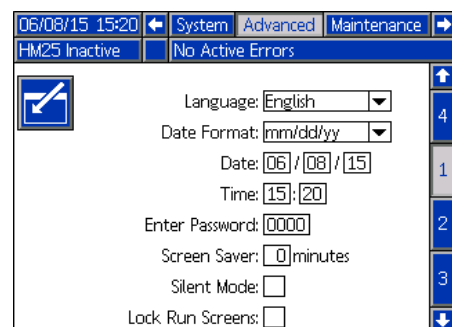 06/08/15 15:20 System Advanced Maintenance
HM25 Inactive No Active Errors
Language: English
4
Date Format: mm/dd/yy
Date: 06 / 08 / 15
1
Time: 15 : 20
Enter Password: 0000
2
Screen Saver: 0 minutes
Silent Mode:
3
Lock Run Screens: